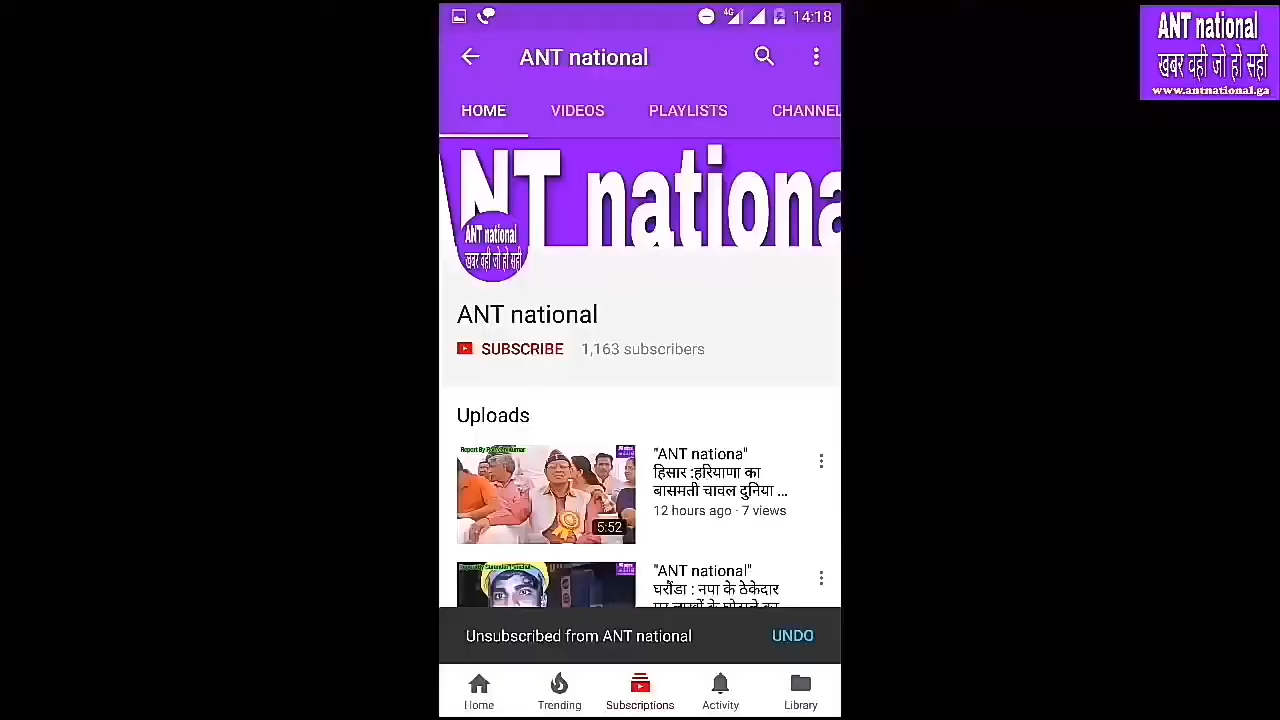 14:18
ANT national
HOME VIDEOS PLAYLISTS CHANNEL
ANT national
ANT national
खबर वही जो हो सही
ANT national
SUBSCRIBE 1,163 subscribers
Uploads
"ANT nationa"
हिसार :हरियाणा का
बासमती चावल दुनिया ...
12 hours ago · 7 views
5:52
"ANT national"
घरौंडा : नपा के ठेकेदार
Unsubscribed from ANT national UNDO
Home Trending Subscriptions Activity Library
ANT national
खबर वही जो हो सही
www.antnational.ga